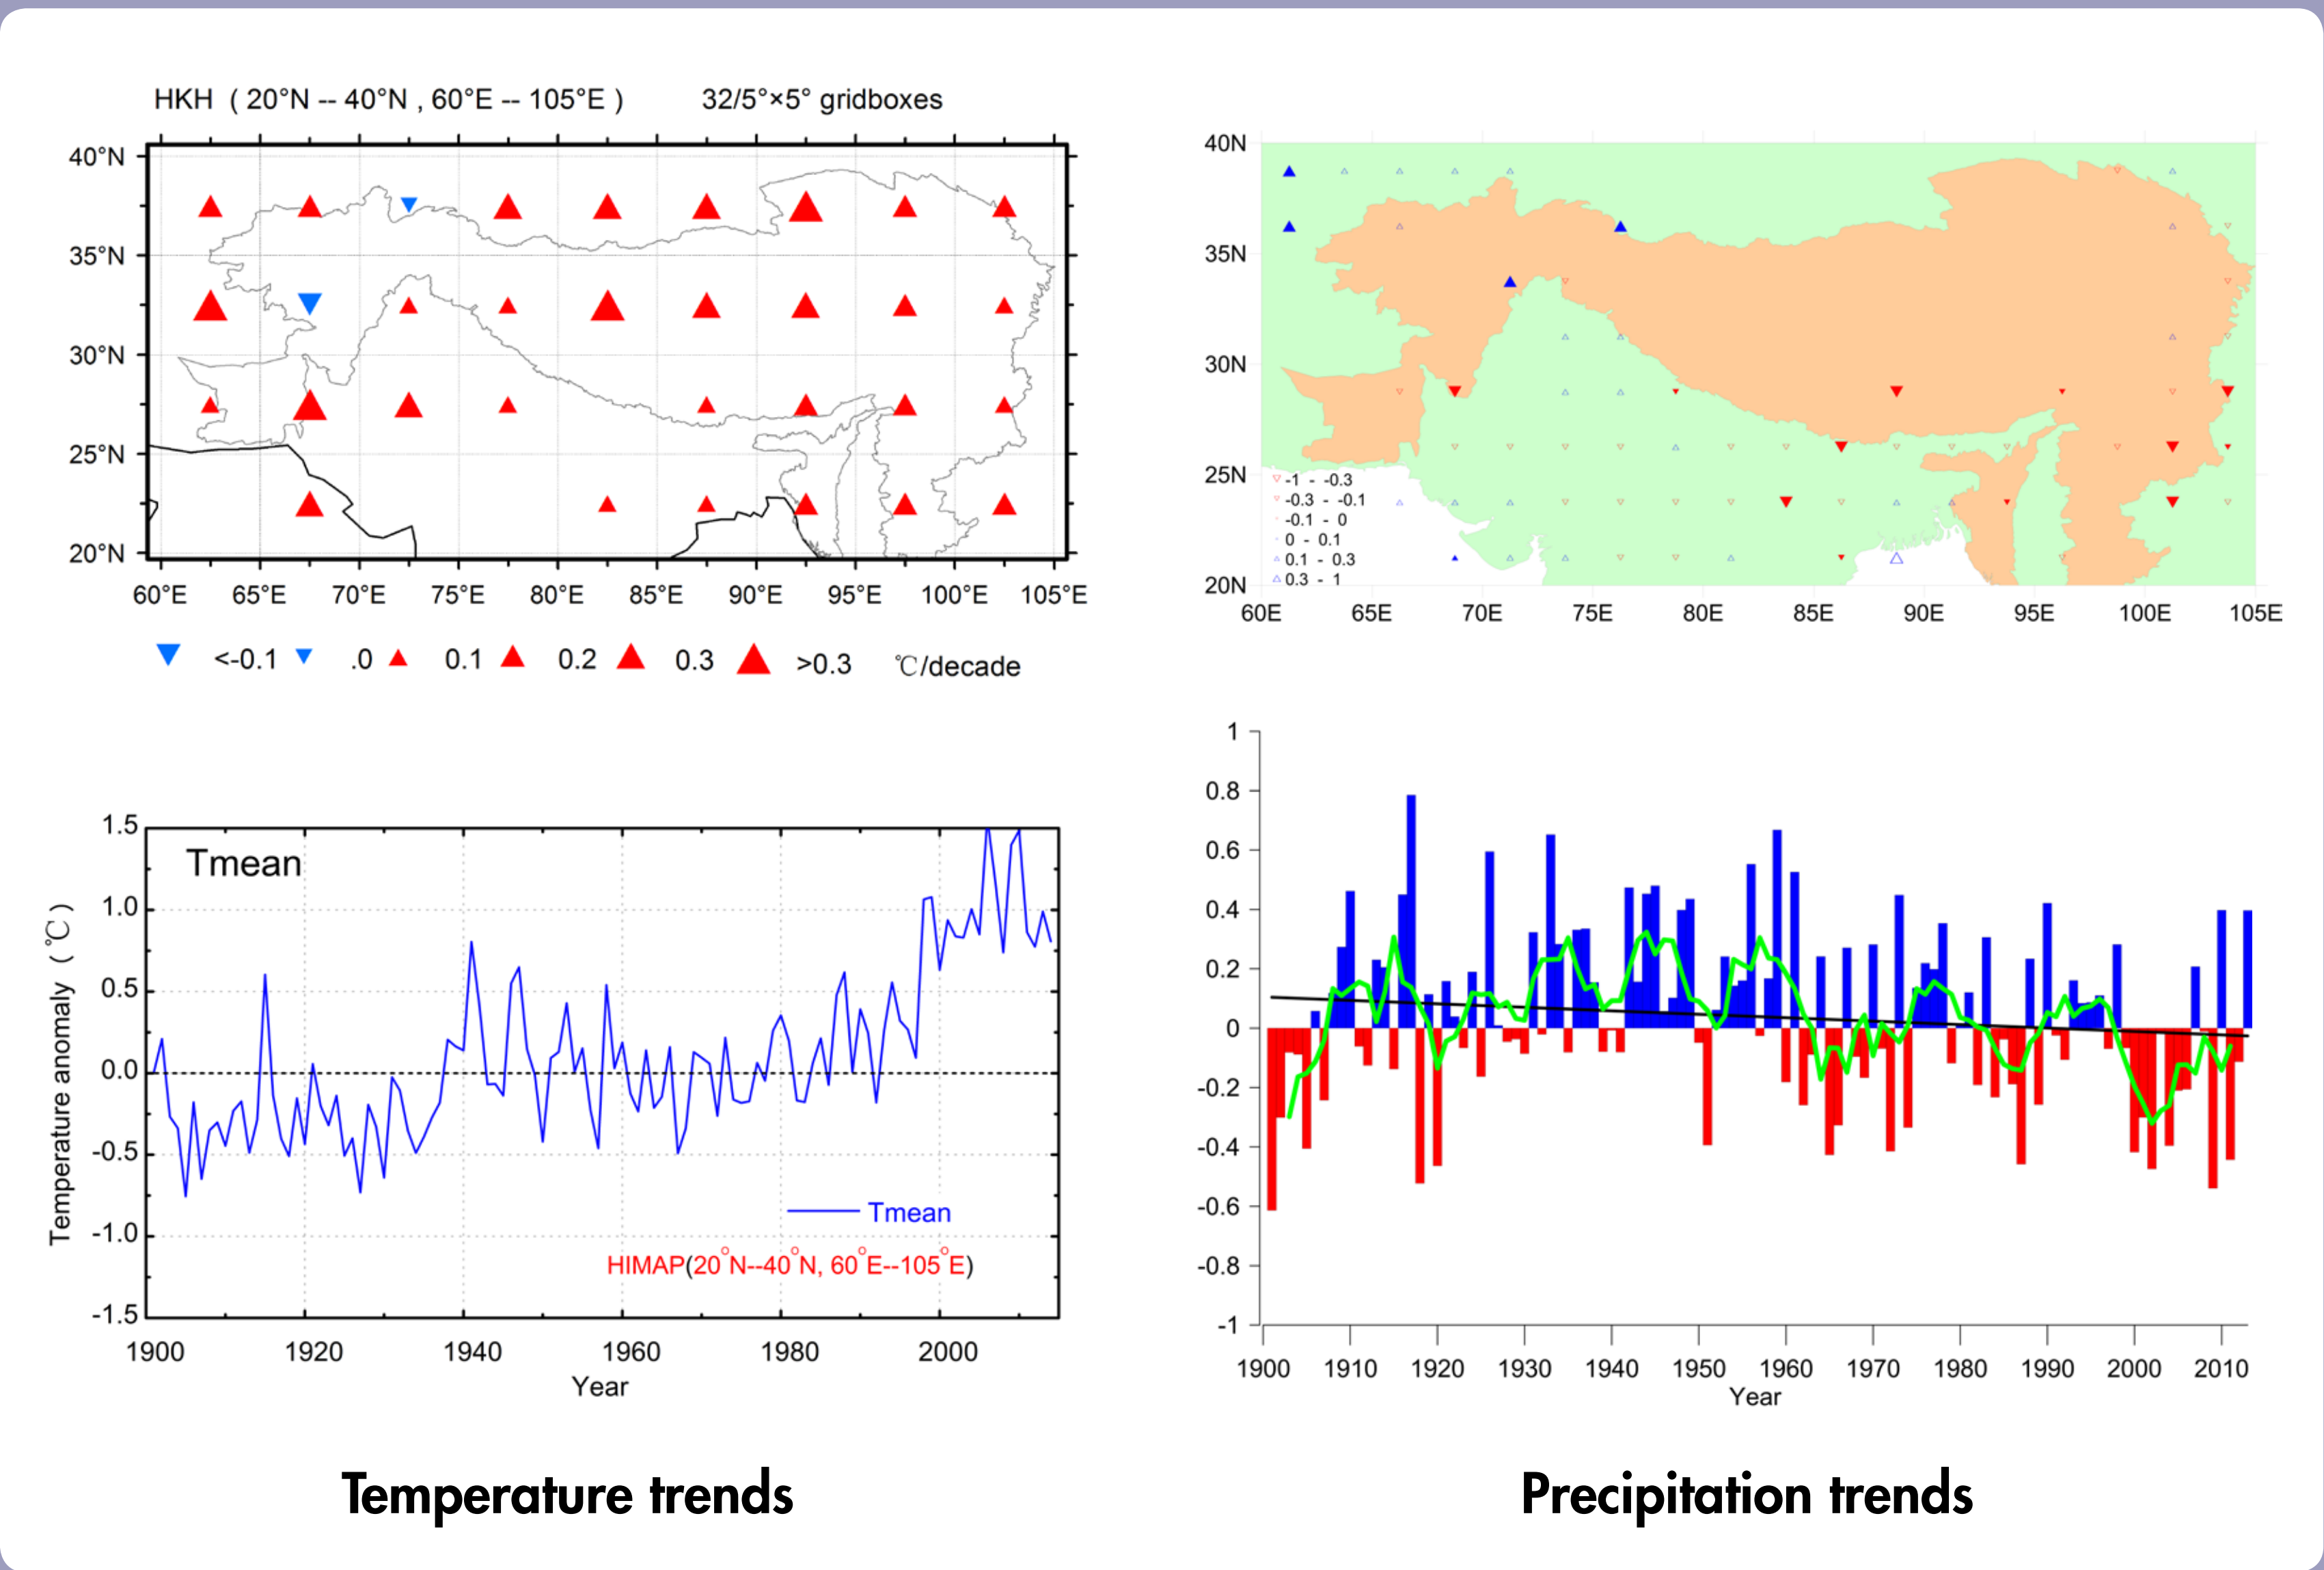 HKH ( 20°N -- 40°N , 60°E -- 105°E ) 32/5°×5° gridboxes
40°N
35°N
30°N
25°N
20°N
60°E 65°E 70°E 75°E 80°E 85°E 90°E 95°E 100°E 105°E
<-0.1 .0 0.1 0.2 0.3 >0.3 ℃/decade
40N
35N
30N
25N
20N
-1 - -0.3
-0.3 - -0.1
-0.1 - 0
0 - 0.1
0.1 - 0.3
0.3 - 1
60E 65E 70E 75E 80E 85E 90E 95E 100E 105E
Temperature anomaly ( ℃ )
1.5
1.0
0.5
0.0
-0.5
-1.0
-1.5
Tmean
Tmean
HIMAP(20°N--40°N, 60°E--105°E)
1900 1920 1940 1960 1980 2000
Year
1
0.8
0.6
0.4
0.2
0
-0.2
-0.4
-0.6
-0.8
-1
1900 1910 1920 1930 1940 1950 1960 1970 1980 1990 2000 2010
Year
Temperature trends
Precipitation trends